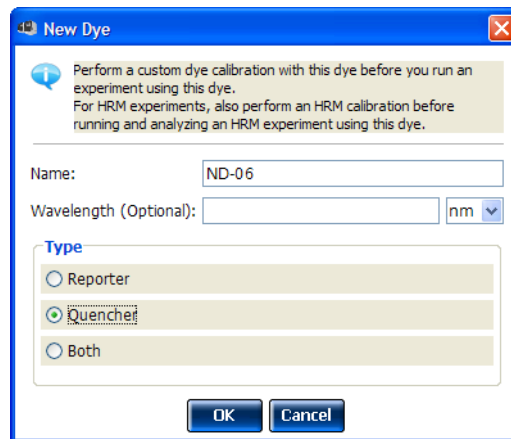 New Dye
Perform a custom dye calibration with this dye before you run an
experiment using this dye.
For HRM experiments, also perform an HRM calibration before
running and analyzing an HRM experiment using this dye.
Name: ND-06
Wavelength (Optional): nm
Type
Reporter
Quencher
Both
OK Cancel